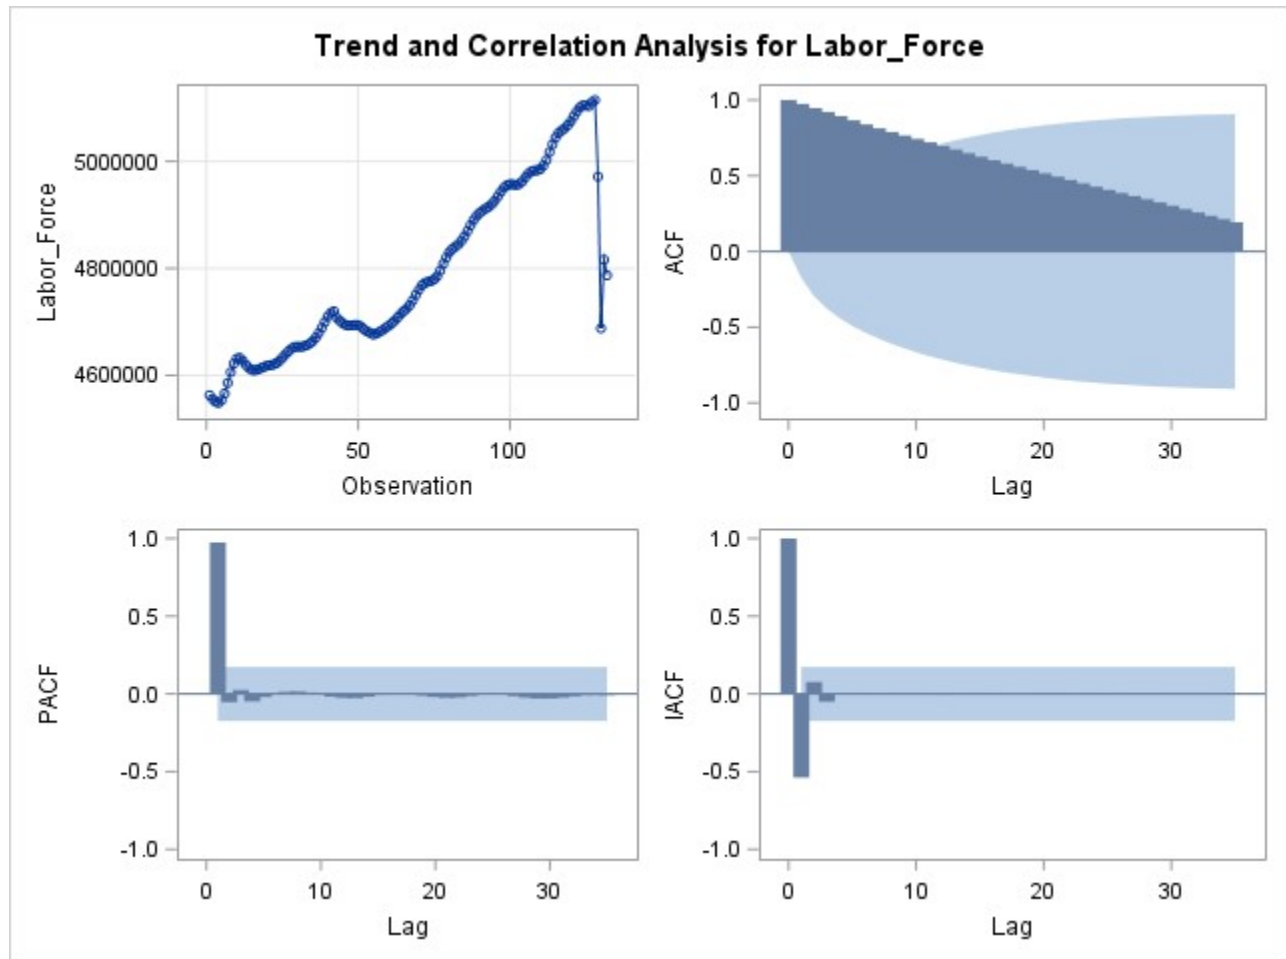 Trend and Correlation Analysis for Labor_Force
Labor_Force
5000000
4800000
4600000
0 50 100
Observation
ACF
1.0
0.5
0.0
-0.5
-1.0
0 10 20 30
Lag
PACF
1.0
0.5
0.0
-0.5
-1.0
0 10 20 30
Lag
IACF
1.0
0.5
0.0
-0.5
-1.0
0 10 20 30
Lag